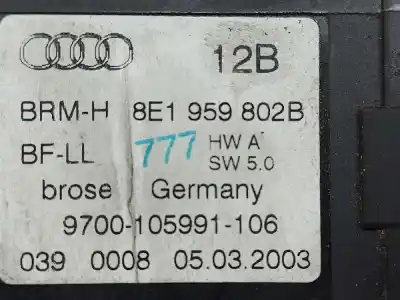 12B
BRM-H 8E1 959 802B
BF-LL 777 HW A
SW 5.0
brose Germany
9700-105991-106
039 0008 05.03.2003